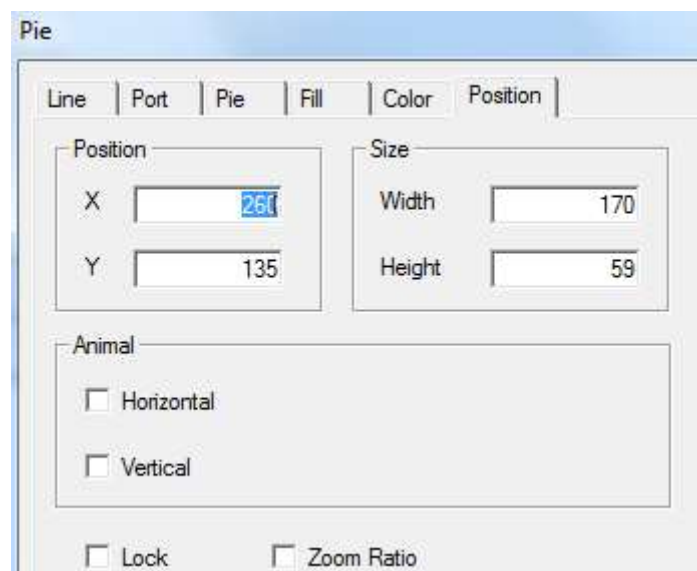 Pie
Line Port Pie Fill Color Position
Position
X 260
Y 135
Size
Width 170
Height 59
Animal
Horizontal
Vertical
Lock Zoom Ratio